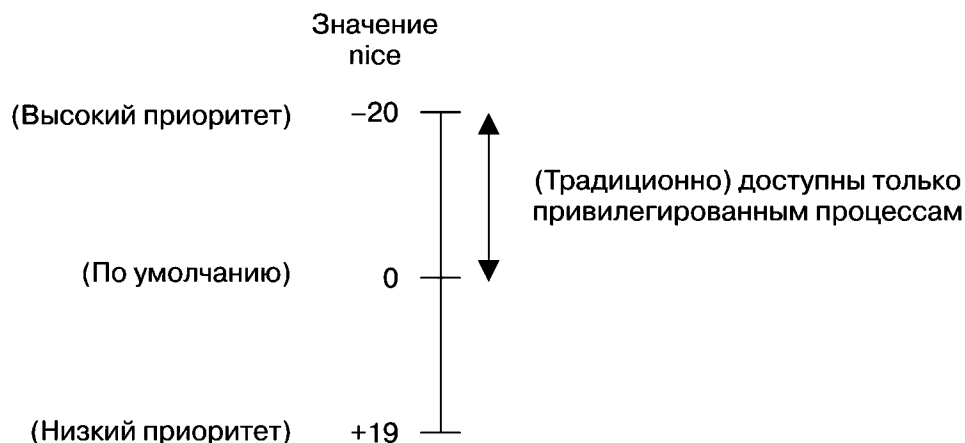 Значение
nice
(Высокий приоритет) −20
(Традиционно) доступны только
привилегированным процессам
(По умолчанию) 0
(Низкий приоритет) +19